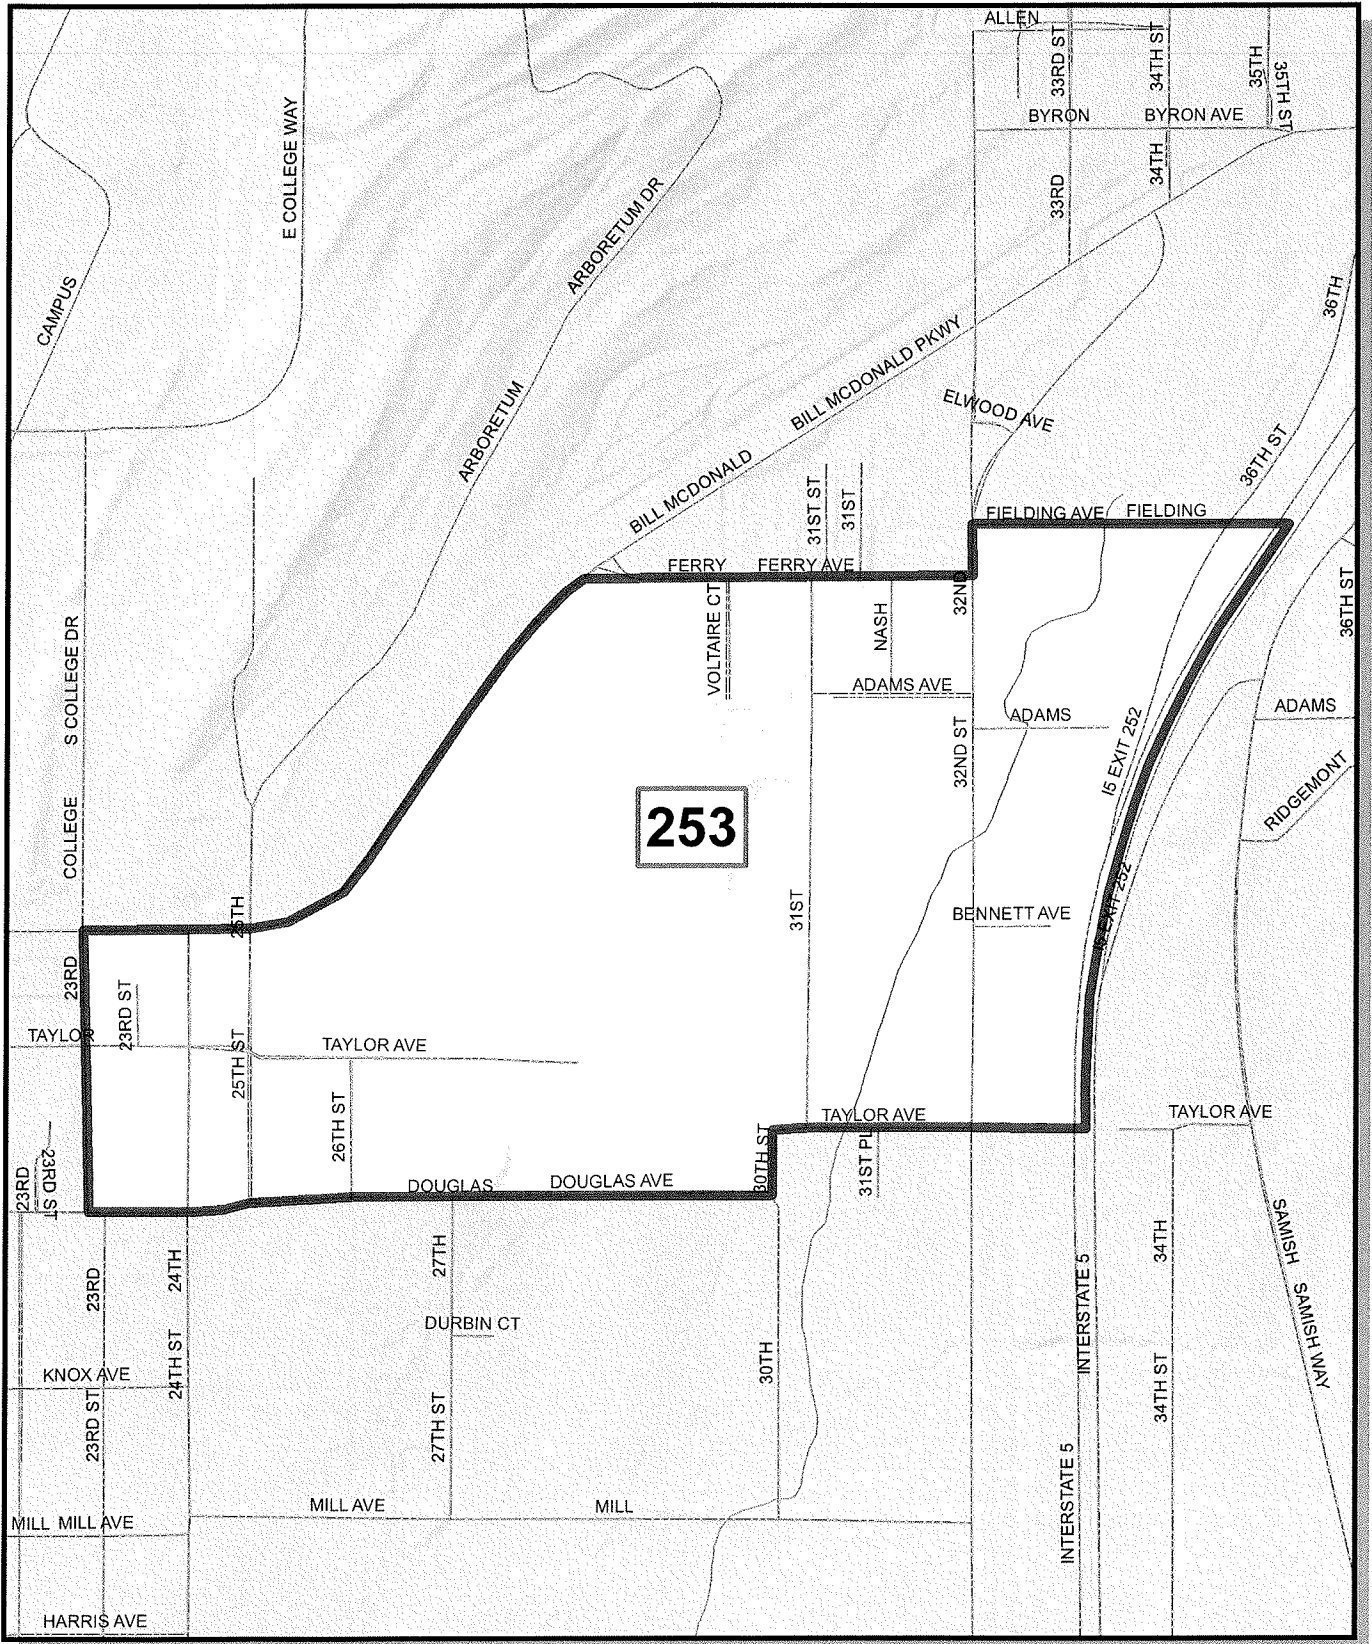 ALLEN
33RD ST
34TH ST
35TH
35TH ST
E COLLEGE WAY
BYRON
BYRON AVE
34TH
33RD
ARBORETUM DR
CAMPUS
36TH
BILL MCDONALD PKWY
ARBORETUM
ELWOOD AVE
BILL MCDONALD
36TH ST
31ST ST
31ST
FIELDING AVE
FIELDING
FERRY
FERRY AVE
32ND
36TH ST
VOLTAIRE CT
NASH
S COLLEGE DR
ADAMS AVE
ADAMS
ADAMS
32ND ST
I5 EXIT 252
RIDGEMONT
COLLEGE
253
25TH
31ST
BENNETT AVE
I5 EXIT 252
23RD
23RD ST
TAYLOR
25TH ST
TAYLOR AVE
26TH ST
TAYLOR AVE
TAYLOR AVE
30TH ST
31ST PL
23RD
23RD ST
DOUGLAS
DOUGLAS AVE
24TH
27TH
34TH
SAMISH
23RD
INTERSTATE 5
SAMISH WAY
DURBIN CT
24TH ST
30TH
KNOX AVE
34TH ST
23RD ST
27TH ST
INTERSTATE 5
MILL AVE
MILL
MILL
MILL AVE
HARRIS AVE